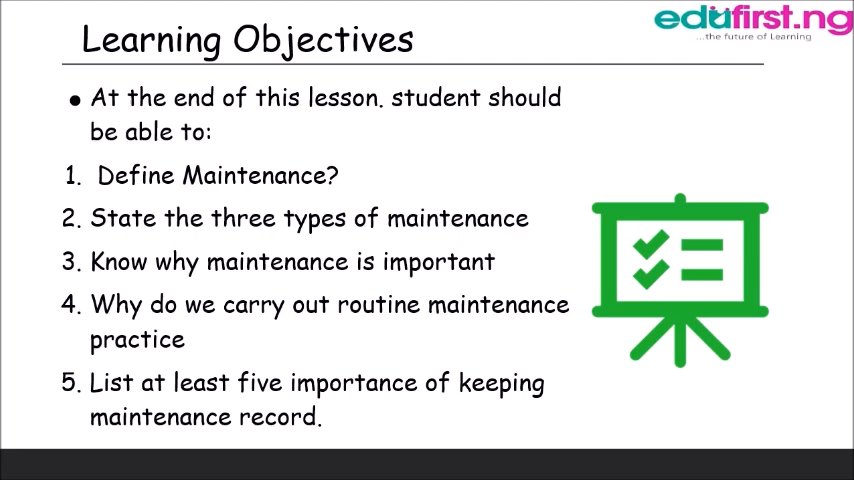 Learning Objectives
edufirst.ng
...the future of Learning
● At the end of this lesson. student should
be able to:
1. Define Maintenance?
2. State the three types of maintenance
3. Know why maintenance is important
4. Why do we carry out routine maintenance
practice
5. List at least five importance of keeping
maintenance record.